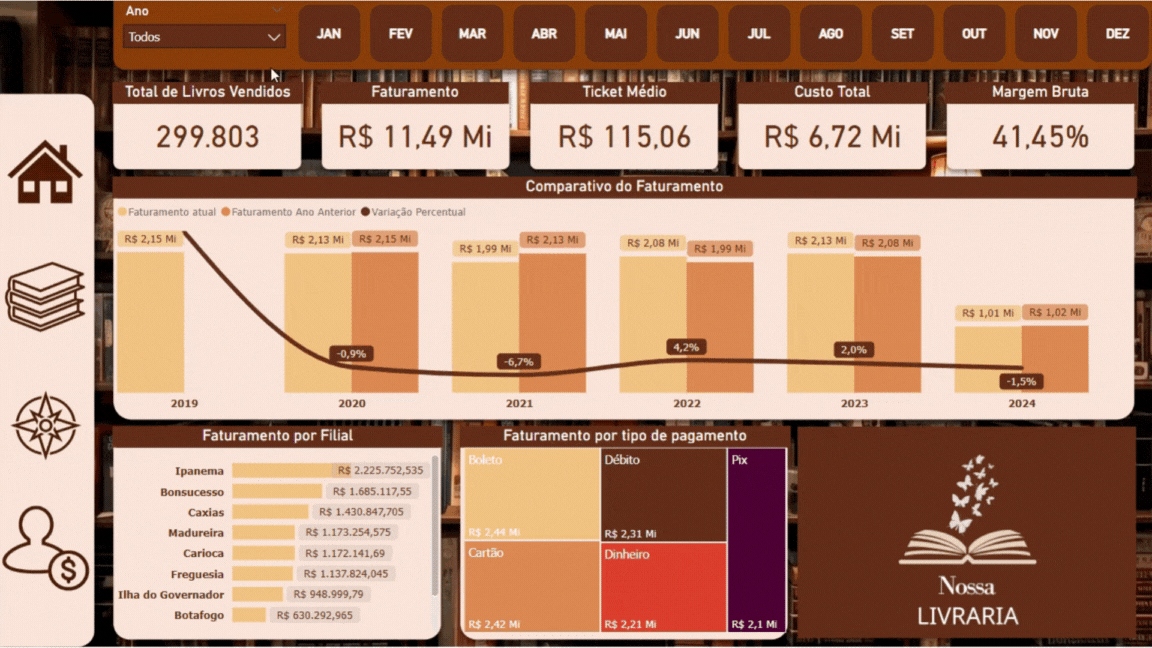 Ano
Todos
JAN FEV MAR ABR MAI JUN JUL AGO SET OUT NOV DEZ
Total de Livros Vendidos
299.803
Faturamento
R$ 11,49 Mi
Ticket Médio
R$ 115,06
Custo Total
R$ 6,72 Mi
Margem Bruta
41,45%
Comparativo do Faturamento
Faturamento atual Faturamento Ano Anterior Variação Percentual
R$ 2,15 Mi
R$ 2,13 Mi R$ 2,15 Mi
R$ 1,99 Mi R$ 2,13 Mi
R$ 2,08 Mi R$ 1,99 Mi
R$ 2,13 Mi R$ 2,08 Mi
R$ 1,01 Mi R$ 1,02 Mi
-0,9%
-6,7%
4,2%
2,0%
-1,5%
2019 2020 2021 2022 2023 2024
Faturamento por Filial
Ipanema R$ 2.225.752,535
Bonsucesso R$ 1.685.117,55
Caxias R$ 1.430.847,705
Madureira R$ 1.173.254,575
Carioca R$ 1.172.141,69
Freguesia R$ 1.137.824,045
Ilha do Governador R$ 948.999,79
Botafogo R$ 630.292,965
Faturamento por tipo de pagamento
Boleto
R$ 2,44 Mi
Cartão
R$ 2,42 Mi
Débito
R$ 2,31 Mi
Dinheiro
R$ 2,21 Mi
Pix
R$ 2,1 Mi
$
Nossa
LIVRARIA